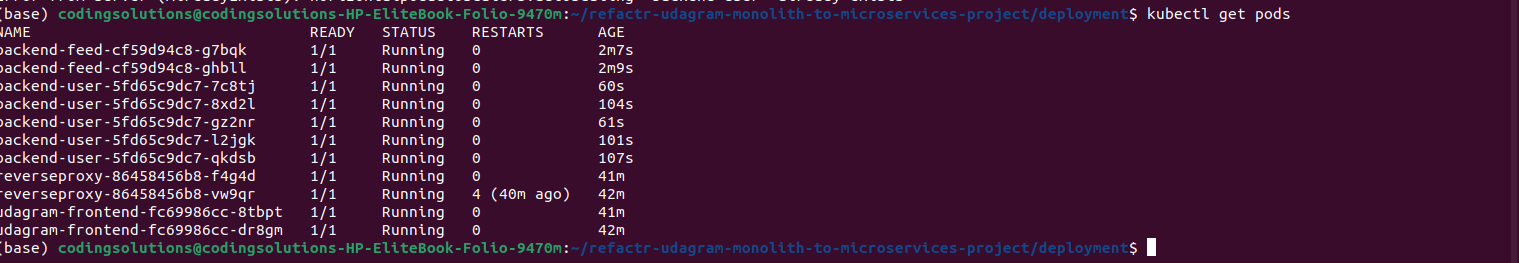 (base) codingsolutions@codingsolutions-HP-EliteBook-Folio-9470m:~/refactr-udagram-monolith-to-microservices-project/deployment$ kubectl get pods
NAME READY STATUS RESTARTS AGE
backend-feed-cf59d94c8-g7bqk 1/1 Running 0 2m7s
backend-feed-cf59d94c8-ghbll 1/1 Running 0 2m9s
backend-user-5fd65c9dc7-7c8tj 1/1 Running 0 60s
backend-user-5fd65c9dc7-8xd2l 1/1 Running 0 104s
backend-user-5fd65c9dc7-gz2nr 1/1 Running 0 61s
backend-user-5fd65c9dc7-l2jgk 1/1 Running 0 101s
backend-user-5fd65c9dc7-qkdsb 1/1 Running 0 107s
reverseproxy-86458456b8-f4g4d 1/1 Running 0 41m
reverseproxy-86458456b8-vw9qr 1/1 Running 4 (40m ago) 42m
udagram-frontend-fc69986cc-8tbpt 1/1 Running 0 41m
udagram-frontend-fc69986cc-dr8gm 1/1 Running 0 42m
(base) codingsolutions@codingsolutions-HP-EliteBook-Folio-9470m:~/refactr-udagram-monolith-to-microservices-project/deployment$